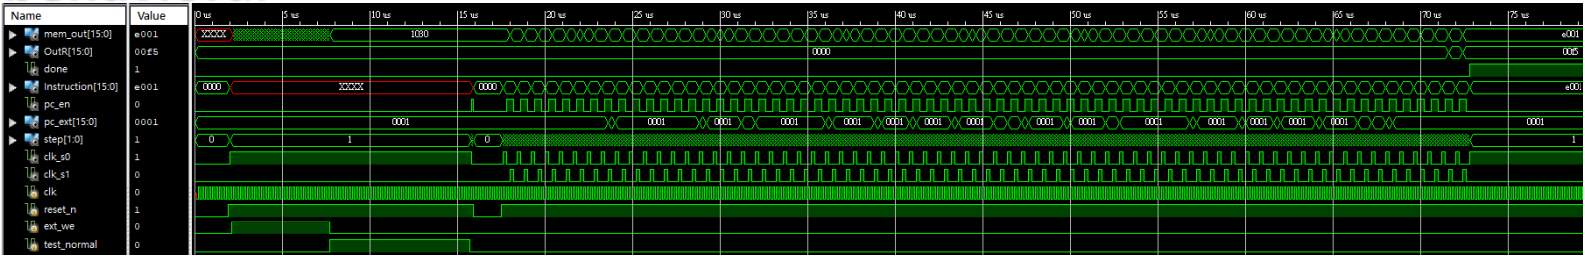 Name Value 0 us 5 us 10 us 15 us 20 us 25 us 30 us 35 us 40 us 45 us 50 us 55 us 60 us 65 us 70 us 75 us
mem_out[15:0] e001 XXXX 1030 e001
OutR[15:0] 00f5 0000 00f5
done 1
Instruction[15:0] e001 0000 XXXX 0000 e001
pc_en 0
pc_ext[15:0] 0001 0001 0001 0001 0001 0001 0001 0001 0001 0001 0001 0001 0001 0001 0001
step[1:0] 1 0 1 0 1
clk_s0 1
clk_s1 0
clk 0
reset_n 1
ext_we 0
test_normal 0